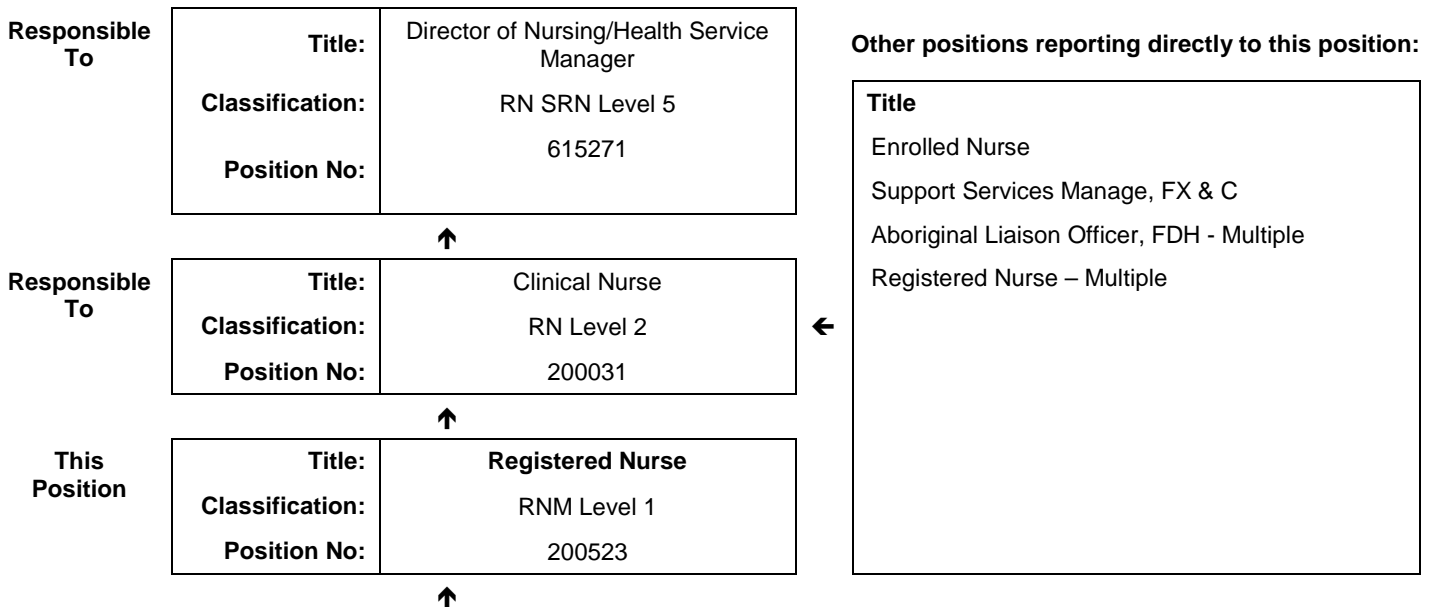 Responsible
To
Title:
Director of Nursing/Health Service
Manager
Classification:
RN SRN Level 5
Position No:
615271
Responsible
To
Title:
Clinical Nurse
Classification:
RN Level 2
Position No:
200031
This
Position
Title:
Registered Nurse
Classification:
RNM Level 1
Position No:
200523
Other positions reporting directly to this position:
Title
Enrolled Nurse
Support Services Manage, FX & C
Aboriginal Liaison Officer, FDH - Multiple
Registered Nurse – Multiple